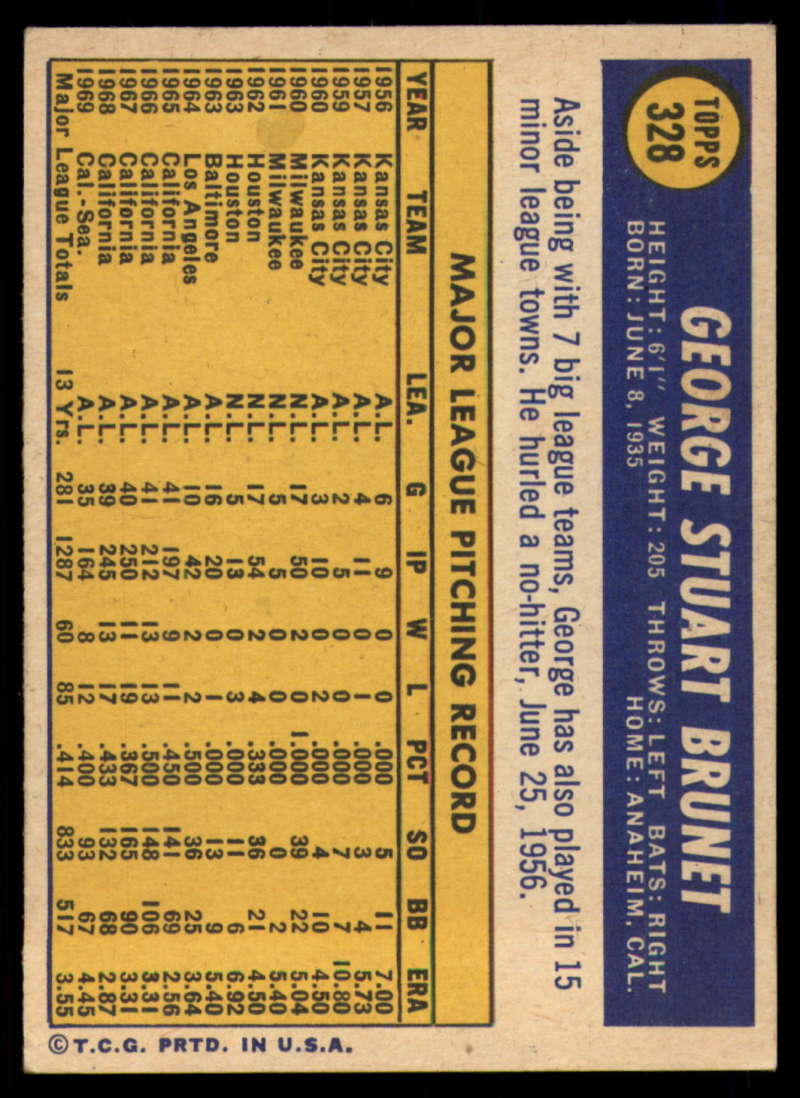 TOPPS
328
GEORGE STUART BRUNET
HEIGHT: 6'1" WEIGHT: 205 THROWS: LEFT BATS: RIGHT
BORN: JUNE 8, 1935 HOME: ANAHEIM, CAL.
Aside being with 7 big league teams, George has also played in 15
minor league towns. He hurled a no-hitter, June 25, 1956.
MAJOR LEAGUE PITCHING RECORD
YEAR TEAM LEA. G IP W L PCT SO BB ERA
1956 Kansas City A.L. 6 9 0 0 .000 5 11 7.00
1957 Kansas City A.L. 4 11 0 1 .000 3 4 5.73
1959 Kansas City A.L. 2 5 0 0 .000 7 7 10.80
1960 Kansas City A.L. 3 10 0 2 .000 4 10 4.50
1960 Milwaukee N.L. 17 50 2 0 1.000 39 22 5.04
1961 Milwaukee N.L. 5 5 0 0 .000 0 2 5.40
1962 Houston N.L. 17 54 2 4 .333 36 21 4.50
1963 Houston N.L. 5 13 0 3 .000 11 6 6.92
1963 Baltimore A.L. 16 20 0 1 .000 13 9 5.40
1964 Los Angeles A.L. 10 42 2 2 .500 36 25 3.64
1965 California A.L. 41 197 9 11 .450 141 69 2.56
1966 California A.L. 41 212 13 13 .500 148 106 3.31
1967 California A.L. 40 250 11 19 .367 165 90 3.31
1968 California A.L. 39 245 13 17 .433 132 68 2.87
1969 Cal.-Sea. A.L. 35 164 8 12 .400 93 67 4.45
Major League Totals 13 Yrs. 281 1287 60 85 .414 833 517 3.55
© T.C.G. PRTD. IN U.S.A.